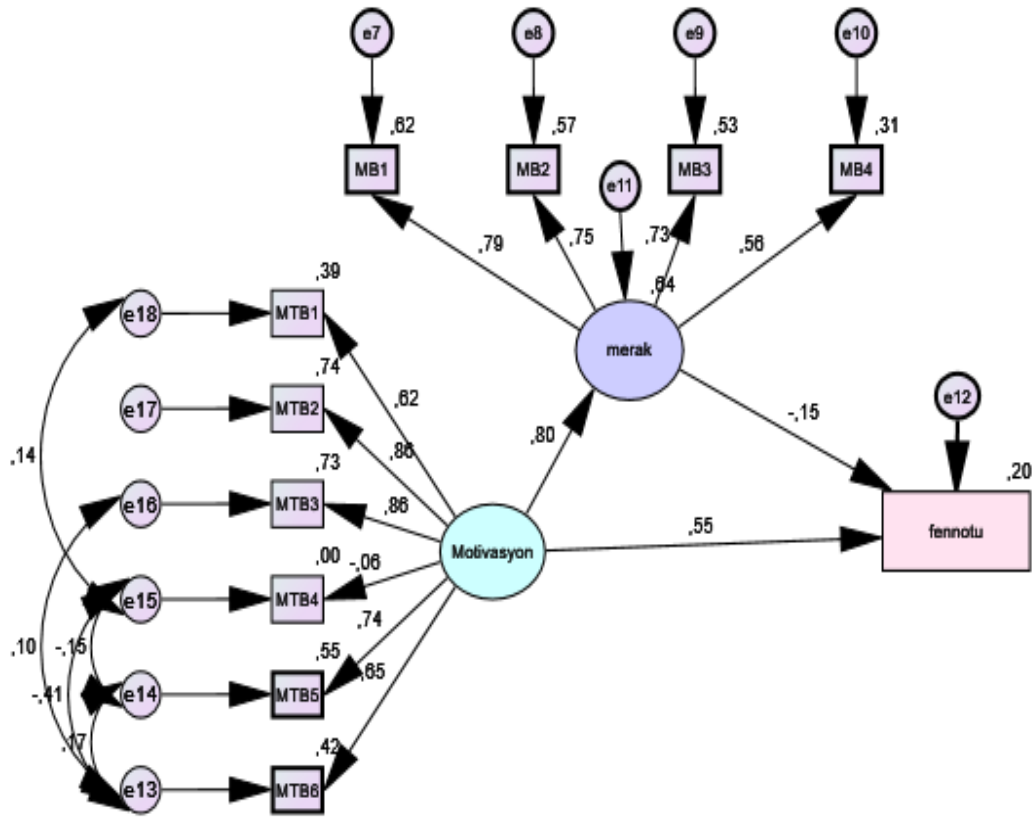 e7 e8 e9 e10
,62 ,57 ,53 ,31
MB1 MB2 MB3 MB4
e11
,79 ,75 ,73 ,56
,64
merak
,39
e18 MTB1
,74
e17 MTB2
,62
,86
,80
-,15
e12
,20
,14
,73
e16 MTB3
,86
,55
fennotu
Motivasyon
,00 -,06
e15 MTB4
,74
,10 -,15
,55 ,65
-,41 e14 MTB5
,17
,42
e13 MTB6